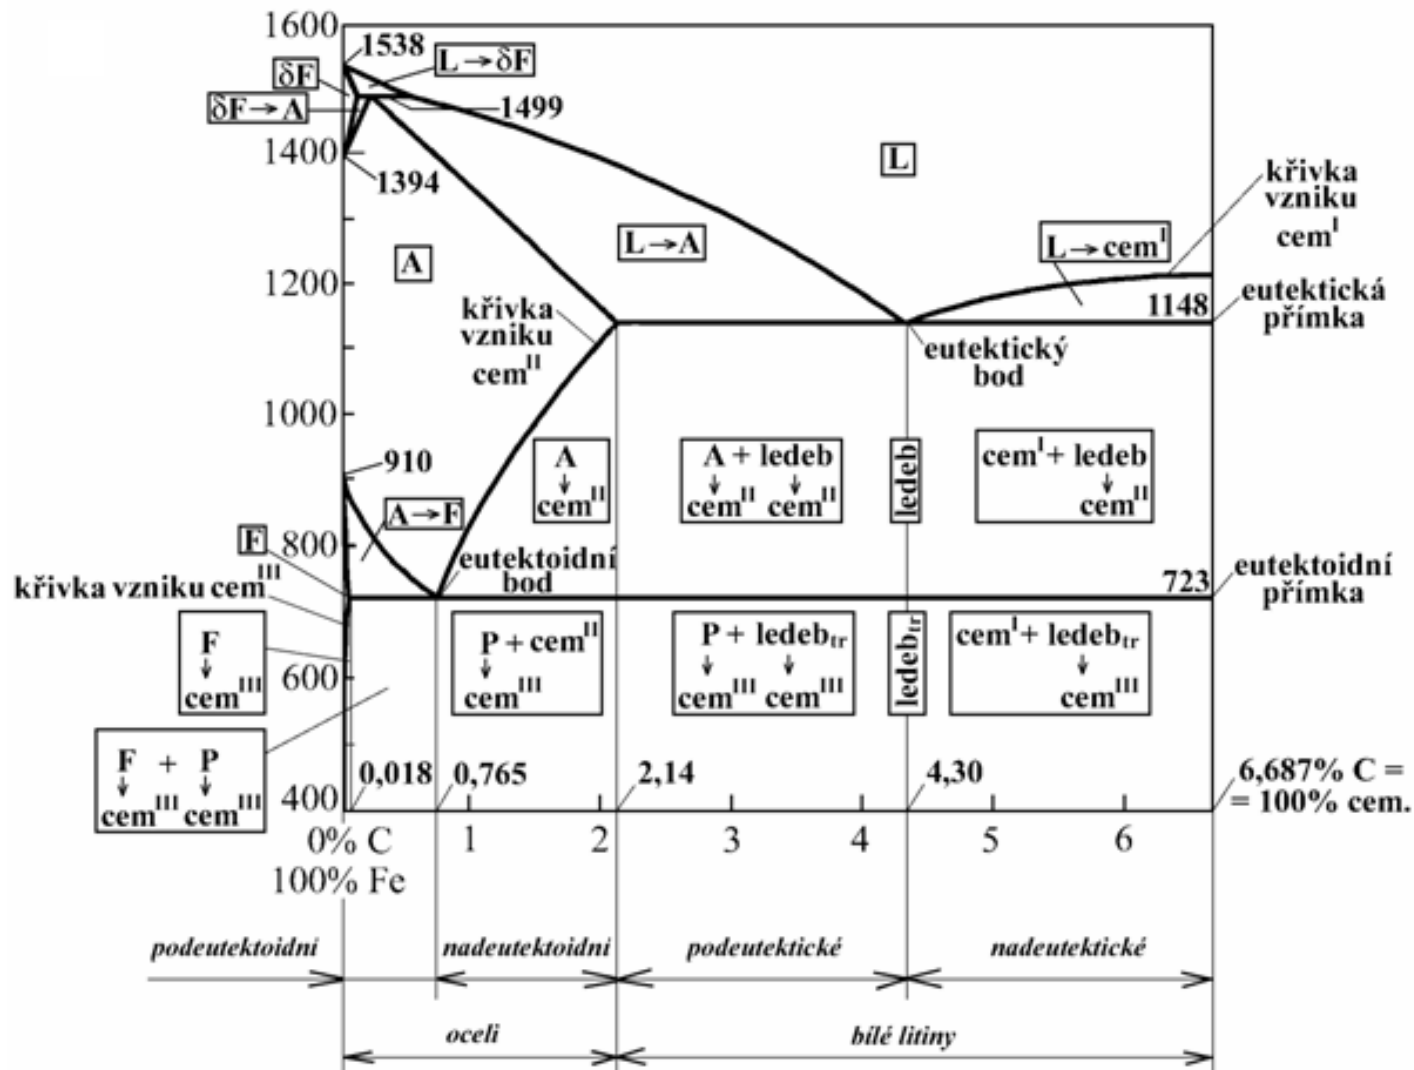 1600
1538
L→δF
δF
δF→A
1499
1400
1394
L
křivka
vzniku
cem^I
L→A
L→cem^I
A
1200
1148
eutektická
přímka
křivka
vzniku
cem^II
eutektický
bod
1000
910
A
↓
cem^II
A + ledeb
↓ ↓
cem^II cem^II
ledeb
cem^I + ledeb
↓
cem^II
A→F
F
800
eutektoidní
bod
723
eutektoidní
přímka
křivka vzniku cem^III
F
↓
cem^III
P + cem^II
↓
cem^III
P + ledeb_tr
↓ ↓
cem^III cem^III
ledeb_tr
cem^I + ledeb_tr
↓
cem^III
600
F + P
↓ ↓
cem^III cem^III
0,018
0,765
2,14
4,30
6,687% C =
= 100% cem.
400
0% C 1 2 3 4 5 6
100% Fe
podeutektoidní nadeutektoidní podeutektické nadeutektické
oceli bílé litiny